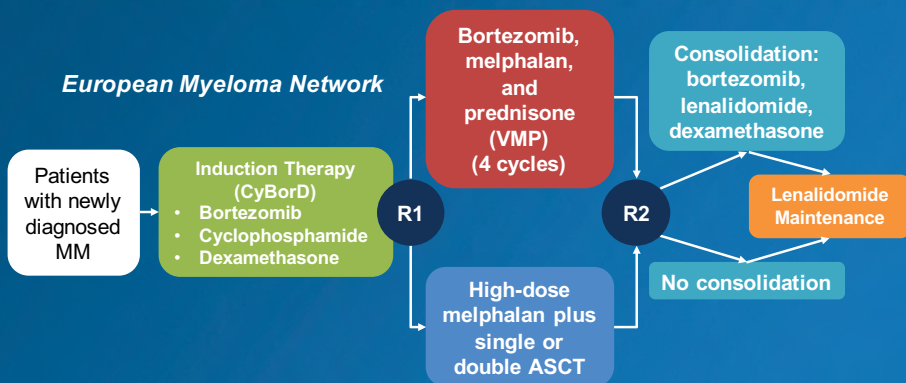 European Myeloma Network
Patients
with newly
diagnosed
MM
Induction Therapy
(CyBorD)
• Bortezomib
• Cyclophosphamide
• Dexamethasone
R1
Bortezomib,
melphalan,
and
prednisone
(VMP)
(4 cycles)
High-dose
melphalan plus
single or
double ASCT
R2
Consolidation:
bortezomib,
lenalidomide,
dexamethasone
No consolidation
Lenalidomide
Maintenance